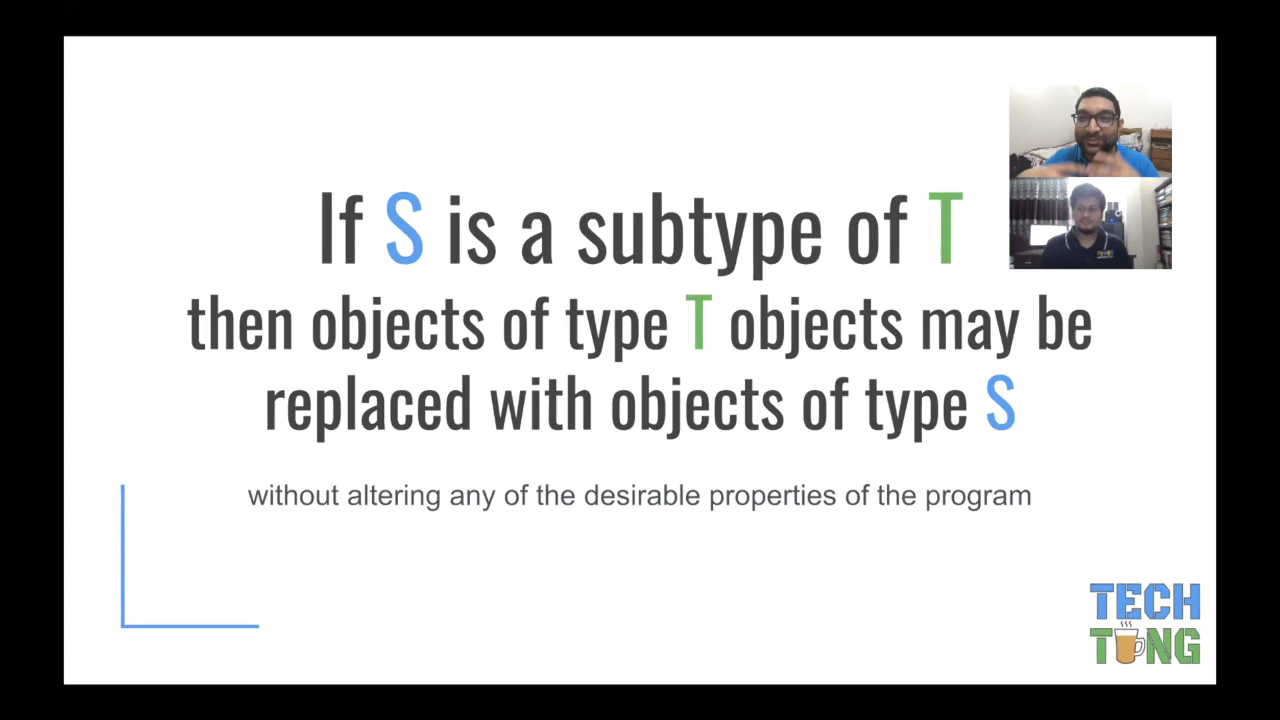 If S is a subtype of T
then objects of type T objects may be
replaced with objects of type S
without altering any of the desirable properties of the program
TECH
TONG